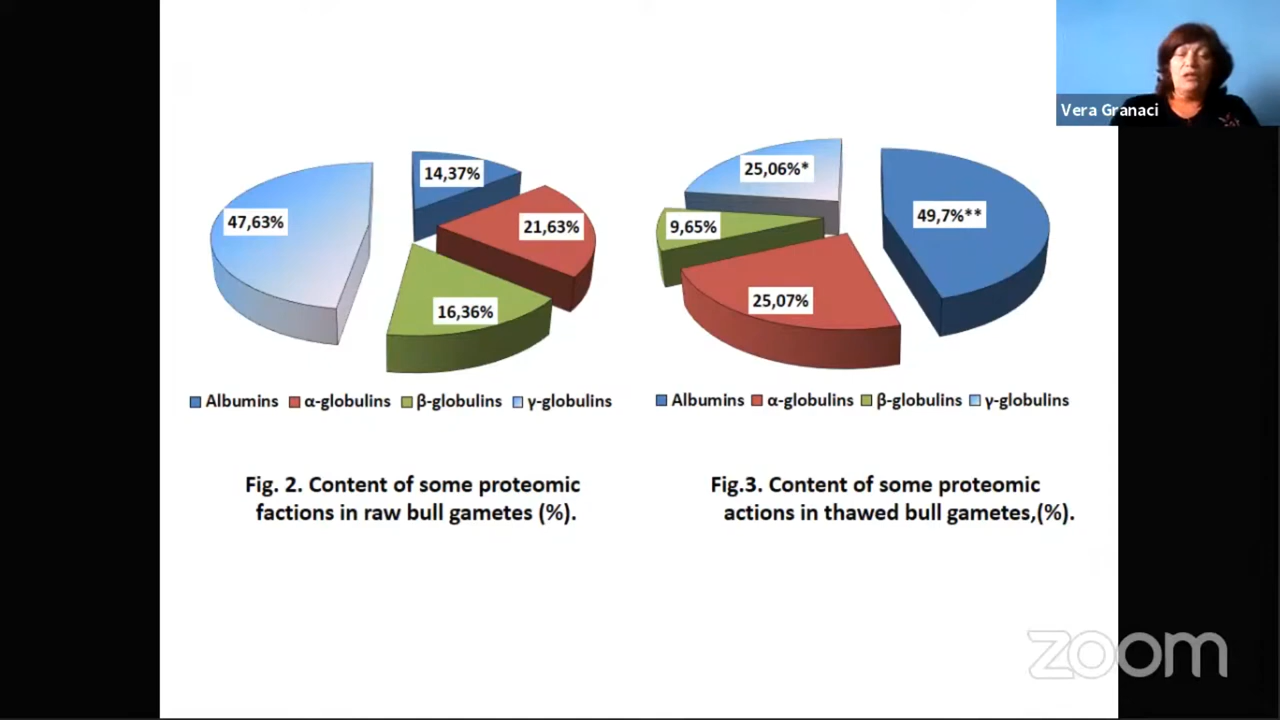 Vera Granaci
14,37%
47,63%
21,63%
16,36%
Albumins α-globulins β-globulins γ-globulins
Fig. 2. Content of some proteomic
factions in raw bull gametes (%).
25,06%*
49,7%**
9,65%
25,07%
Albumins α-globulins β-globulins γ-globulins
Fig.3. Content of some proteomic
actions in thawed bull gametes,(%).
zoom